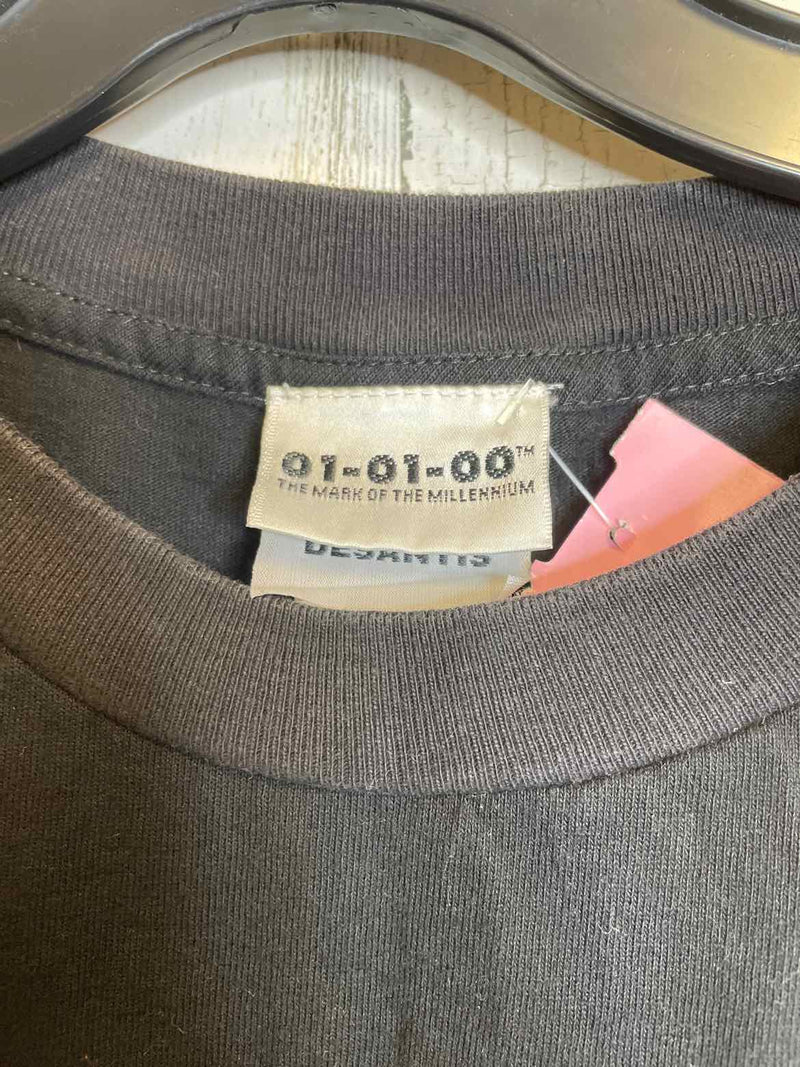 01-01-00™
THE MARK OF THE MILLENNIUM
DESANTIS